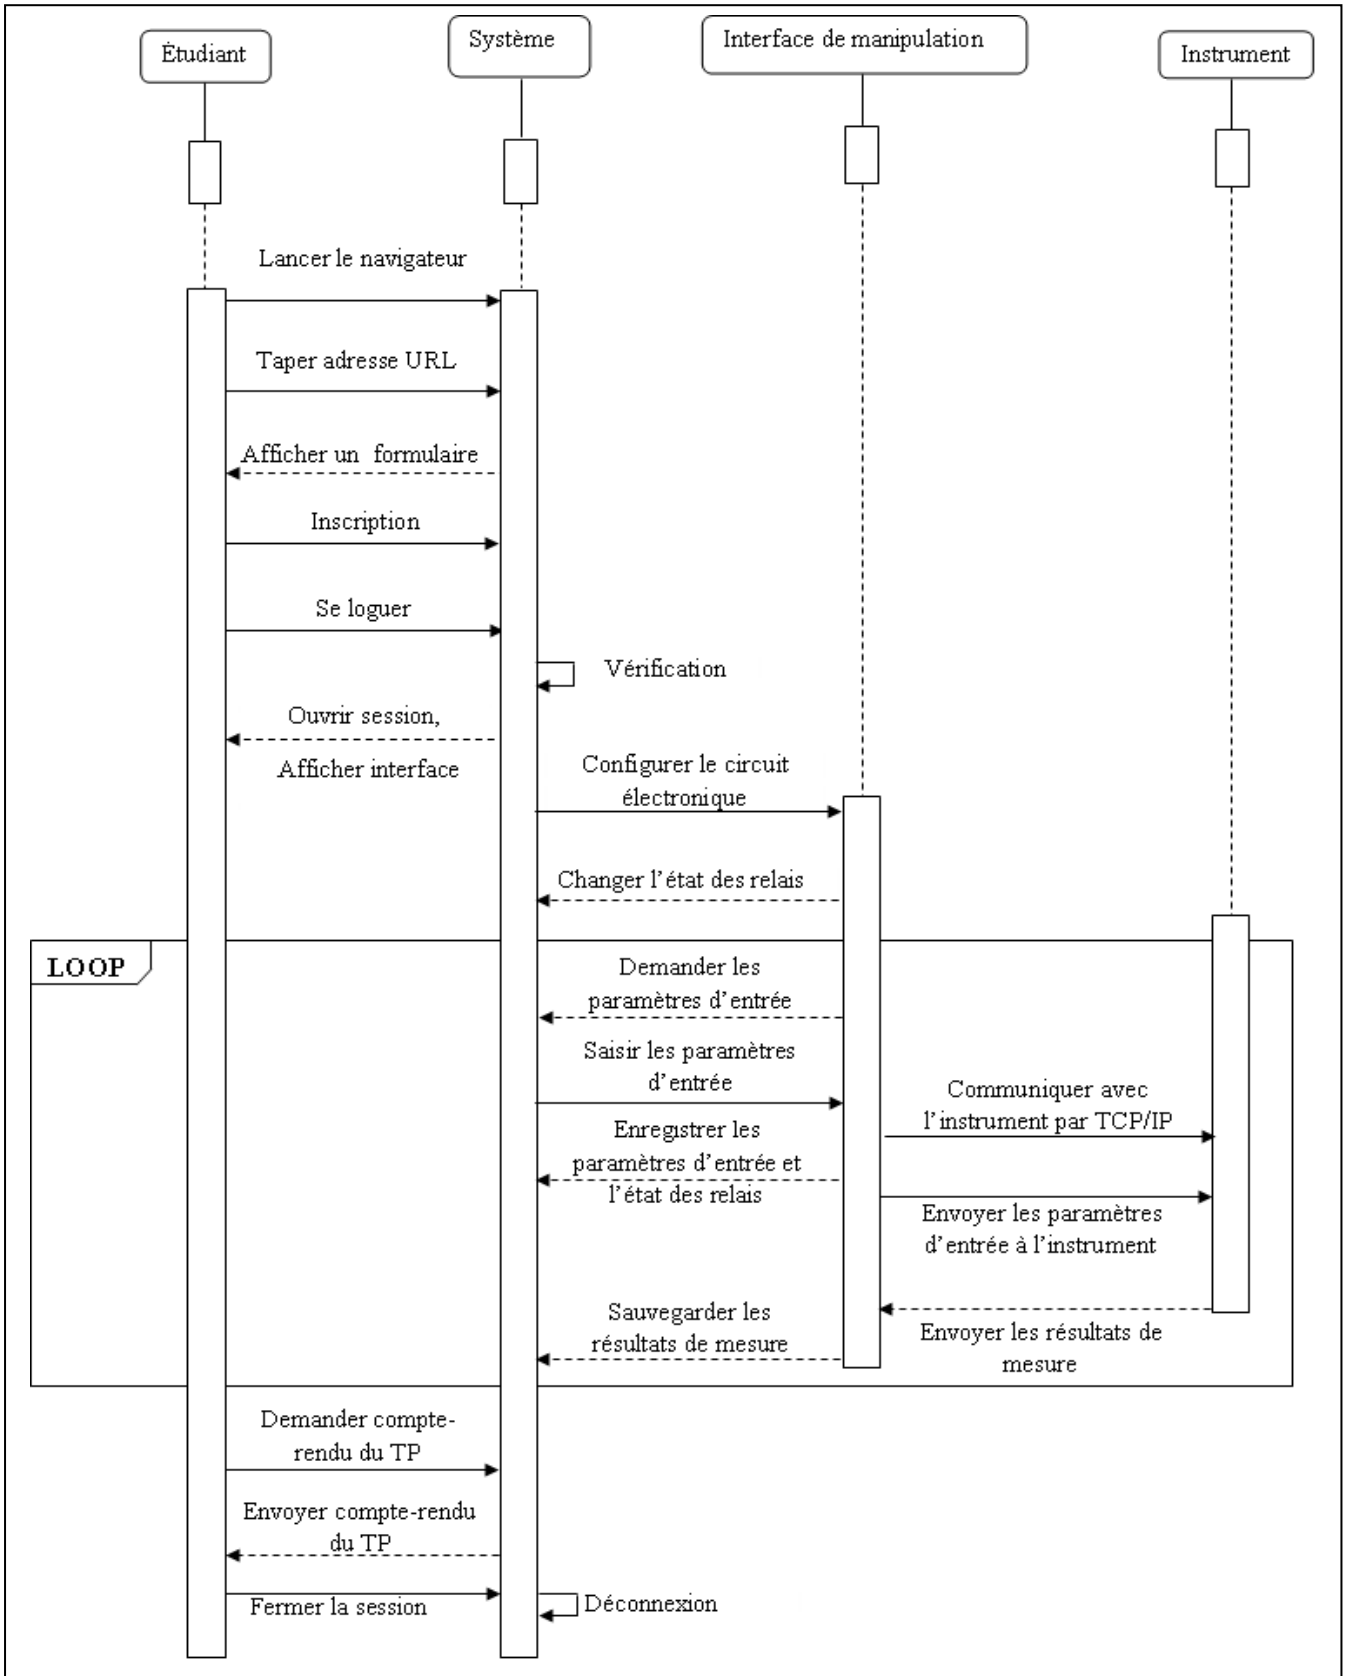 Étudiant
Système
Interface de manipulation
Instrument
Lancer le navigateur
Taper adresse URL
Afficher un formulaire
Inscription
Se loguer
Vérification
Ouvrir session,
Afficher interface
Configurer le circuit
électronique
Changer l'état des relais
LOOP
Demander les
paramètres d'entrée
Saisir les paramètres
d'entrée
Communiquer avec
l'instrument par TCP/IP
Enregistrer les
paramètres d'entrée et
l'état des relais
Envoyer les paramètres
d'entrée à l'instrument
Sauvegarder les
résultats de mesure
Envoyer les résultats de
mesure
Demander compte-
rendu du TP
Envoyer compte-rendu
du TP
Fermer la session
Déconnexion